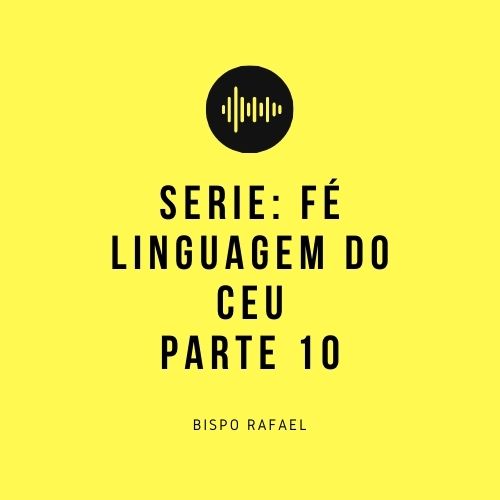 SERIE: FÉ
LINGUAGEM DO
CEU
PARTE 10
BISPO RAFAEL